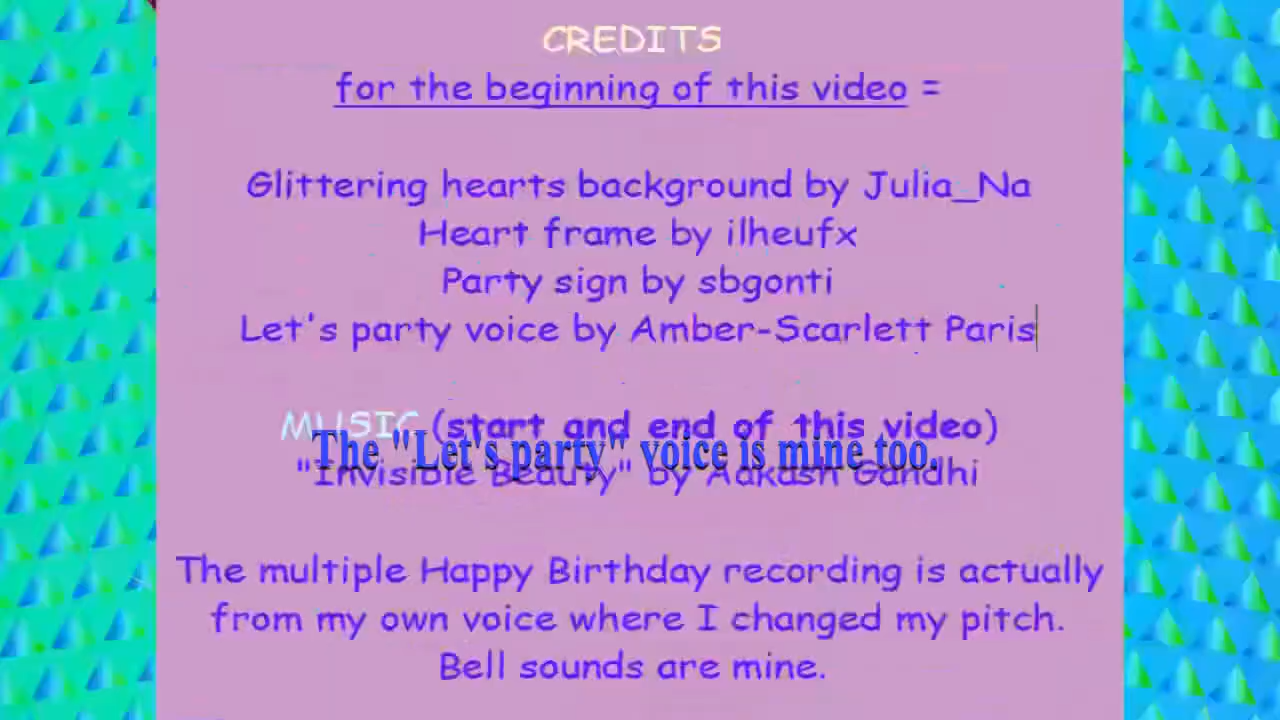 CREDITS
for the beginning of this video =
Glittering hearts background by Julia_Na
Heart frame by ilheufx
Party sign by sbgonti
Let's party voice by Amber-Scarlett Paris
MUSIC (start and end of this video)
The "Let's party" voice is mine too.
"Invisible Beauty" by Aakash Gandhi
The multiple Happy Birthday recording is actually
from my own voice where I changed my pitch.
Bell sounds are mine.